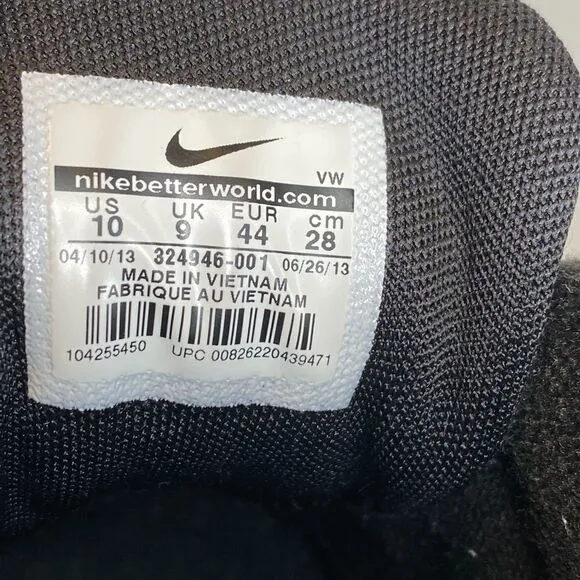 VW
nikebetterworld.com
US UK EUR cm
10 9 44 28
04/10/13 324946-001 06/26/13
MADE IN VIETNAM
FABRIQUE AU VIETNAM
104255450 UPC 00826220439471